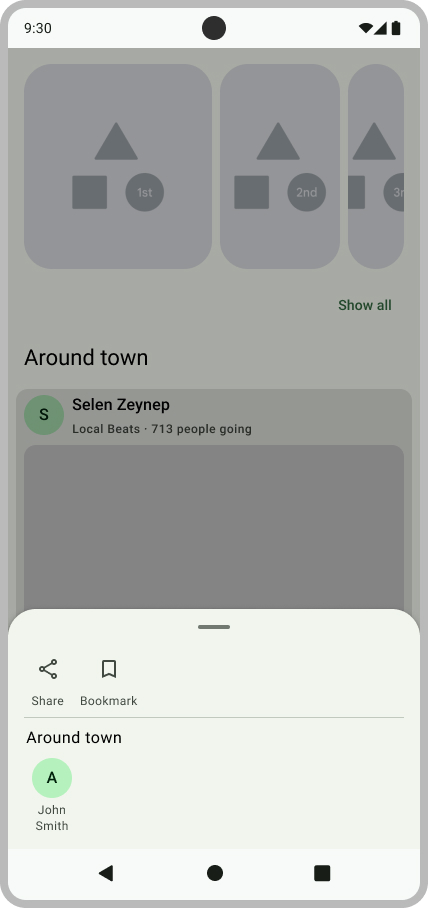 9:30
1st
2nd
Show all
Around town
S
Selen Zeynep
Local Beats · 713 people going
Share
Bookmark
Around town
A
John
Smith